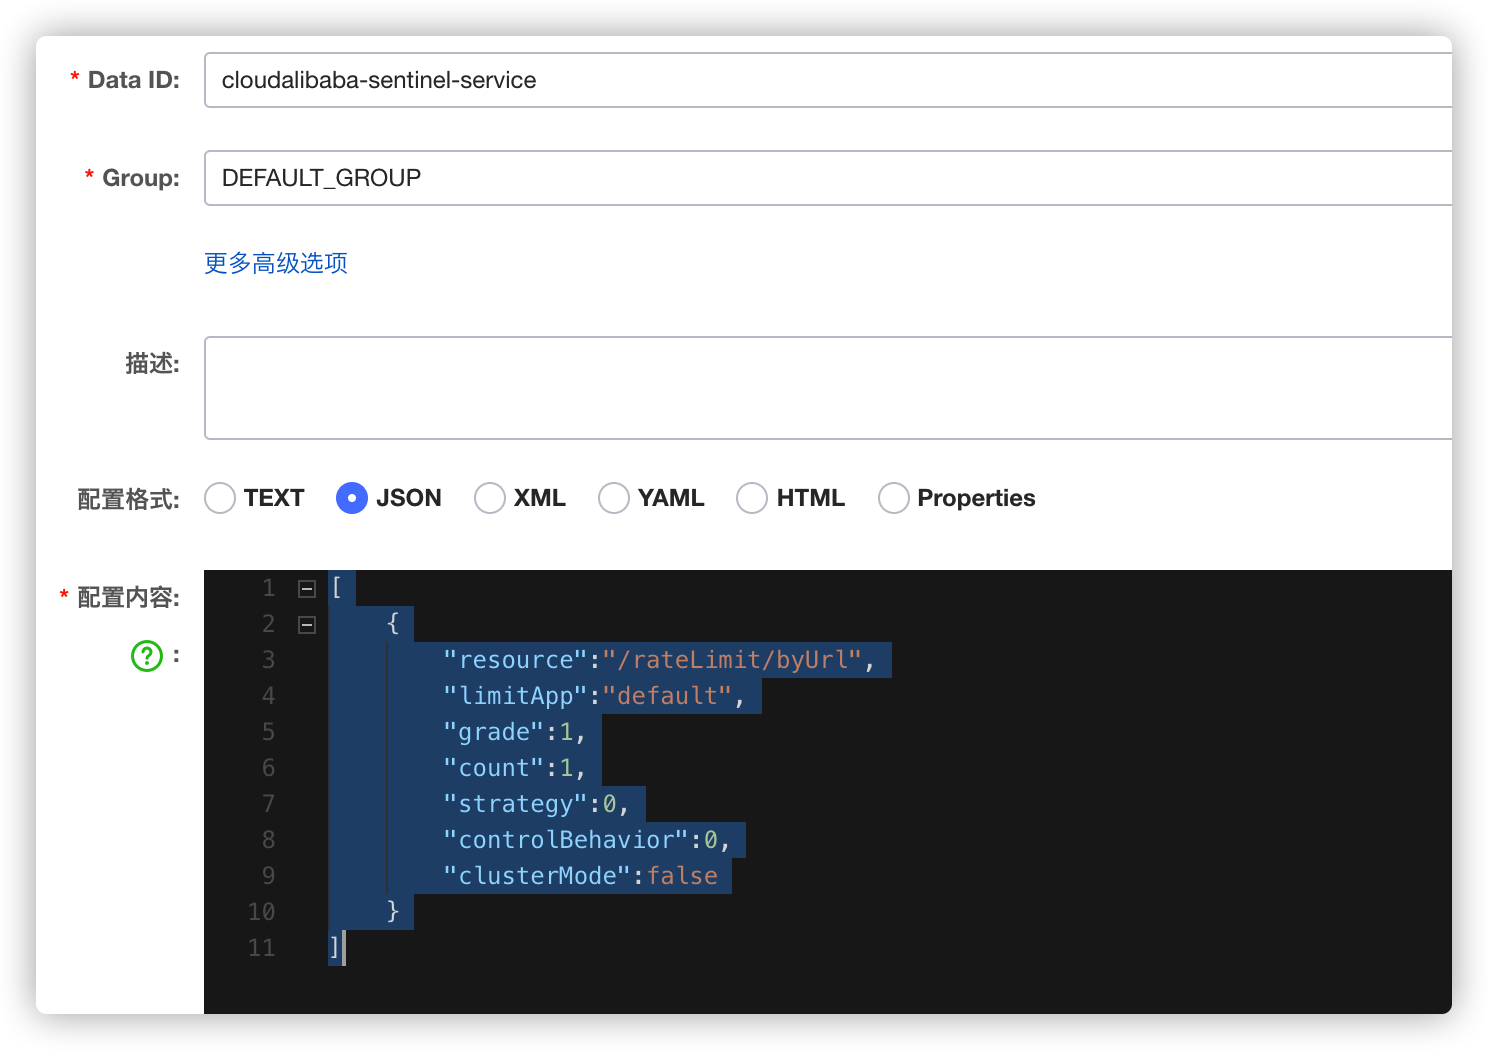 * Data ID: cloudalibaba-sentinel-service
* Group: DEFAULT_GROUP
更多高级选项
描述:
配置格式: TEXT JSON XML YAML HTML Properties
* 配置内容:
? :
1 [
2 {
3 "resource":"/rateLimit/byUrl",
4 "limitApp":"default",
5 "grade":1,
6 "count":1,
7 "strategy":0,
8 "controlBehavior":0,
9 "clusterMode":false
10 }
11 ]